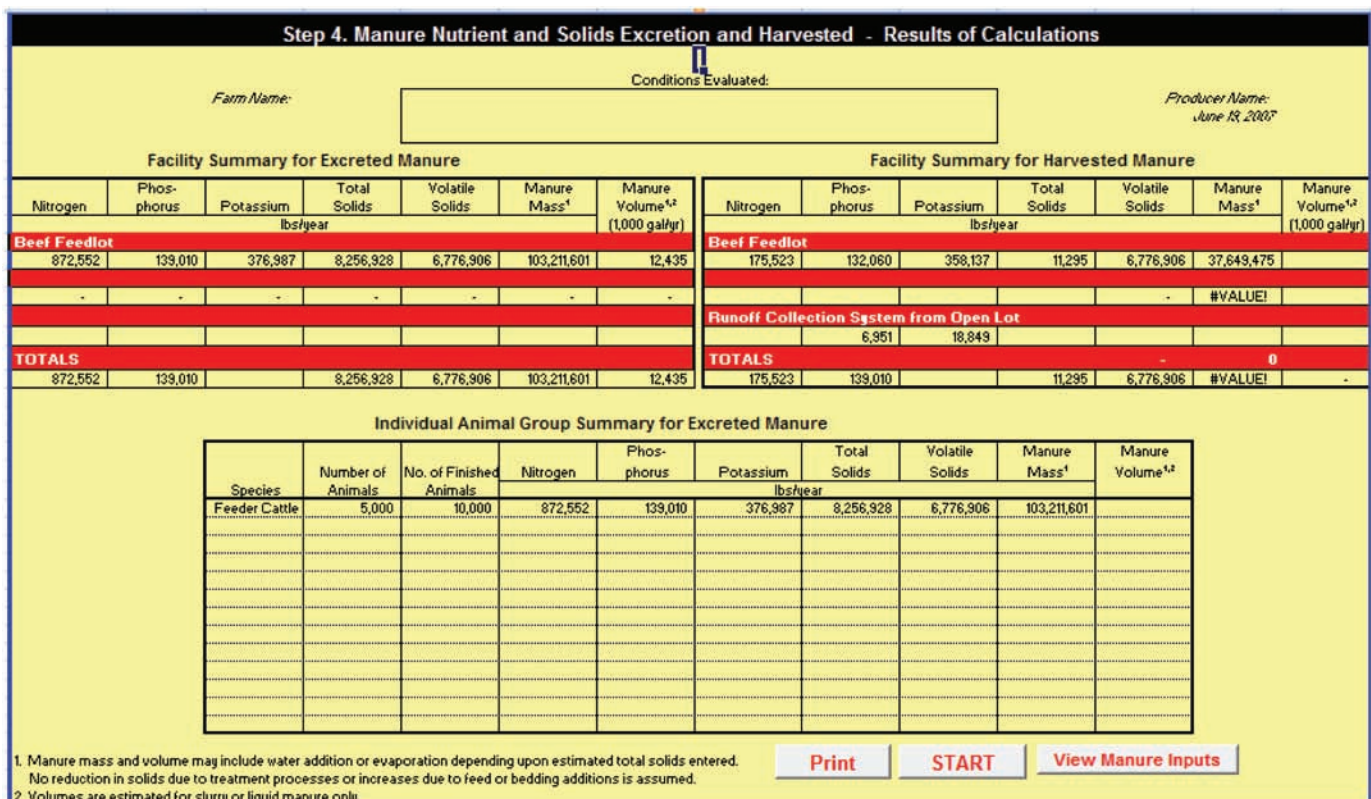 Step 4. Manure Nutrient and Solids Excretion and Harvested - Results of Calculations
Conditions Evaluated:
Farm Name:
Producer Name:
June 19, 2007
Facility Summary for Excreted Manure
Nitrogen Phos-phorus Potassium Total Solids Volatile Solids Manure Mass¹ Manure Volume¹,²
lbs/year (1,000 gal/yr)
Beef Feedlot
872,552 139,010 376,987 8,256,928 6,776,906 103,211,601 12,435
- - - - - - -
TOTALS
872,552 139,010 8,256,928 6,776,906 103,211,601 12,435
Facility Summary for Harvested Manure
Nitrogen Phos-phorus Potassium Total Solids Volatile Solids Manure Mass¹ Manure Volume¹,²
lbs/year (1,000 gal/yr)
Beef Feedlot
175,523 132,060 358,137 11,295 6,776,906 37,649,475
- #VALUE!
Runoff Collection System from Open Lot
6,951 18,849
TOTALS - 0
175,523 139,010 11,295 6,776,906 #VALUE! -
Individual Animal Group Summary for Excreted Manure
Species Number of Animals No. of Finished Animals Nitrogen Phos-phorus Potassium Total Solids Volatile Solids Manure Mass¹ Manure Volume¹,²
lbs/year
Feeder Cattle 5,000 10,000 872,552 139,010 376,987 8,256,928 6,776,906 103,211,601
1. Manure mass and volume may include water addition or evaporation depending upon estimated total solids entered.
No reduction in solids due to treatment processes or increases due to feed or bedding additions is assumed.
2. Volumes are estimated for slurry or liquid manure only.
Print START View Manure Inputs